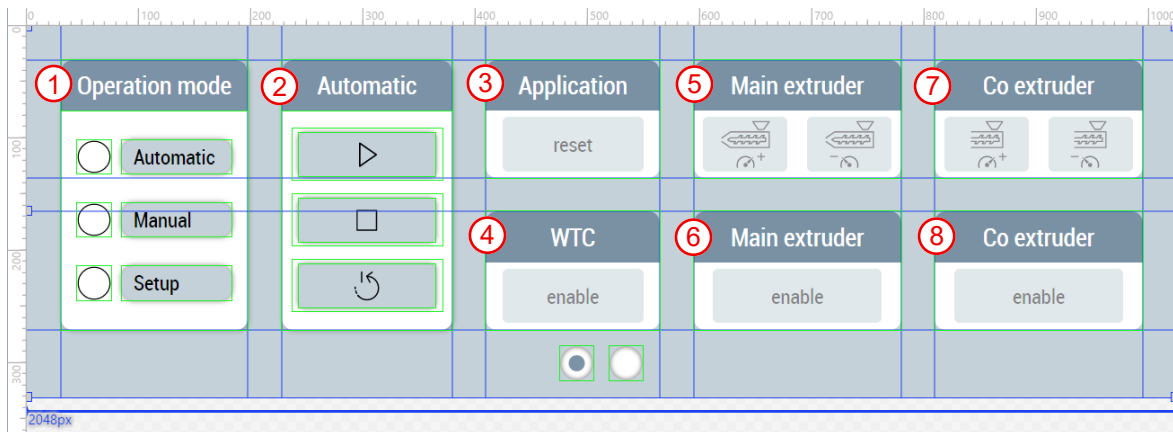 0 100 200 300 400 500 600 700 800 900 1000
0
1 Operation mode
2 Automatic
3 Application
5 Main extruder
7 Co extruder
100
Automatic
reset
+
−
+
−
Manual
200
4 WTC
6 Main extruder
8 Co extruder
Setup
enable
enable
enable
300
2048px